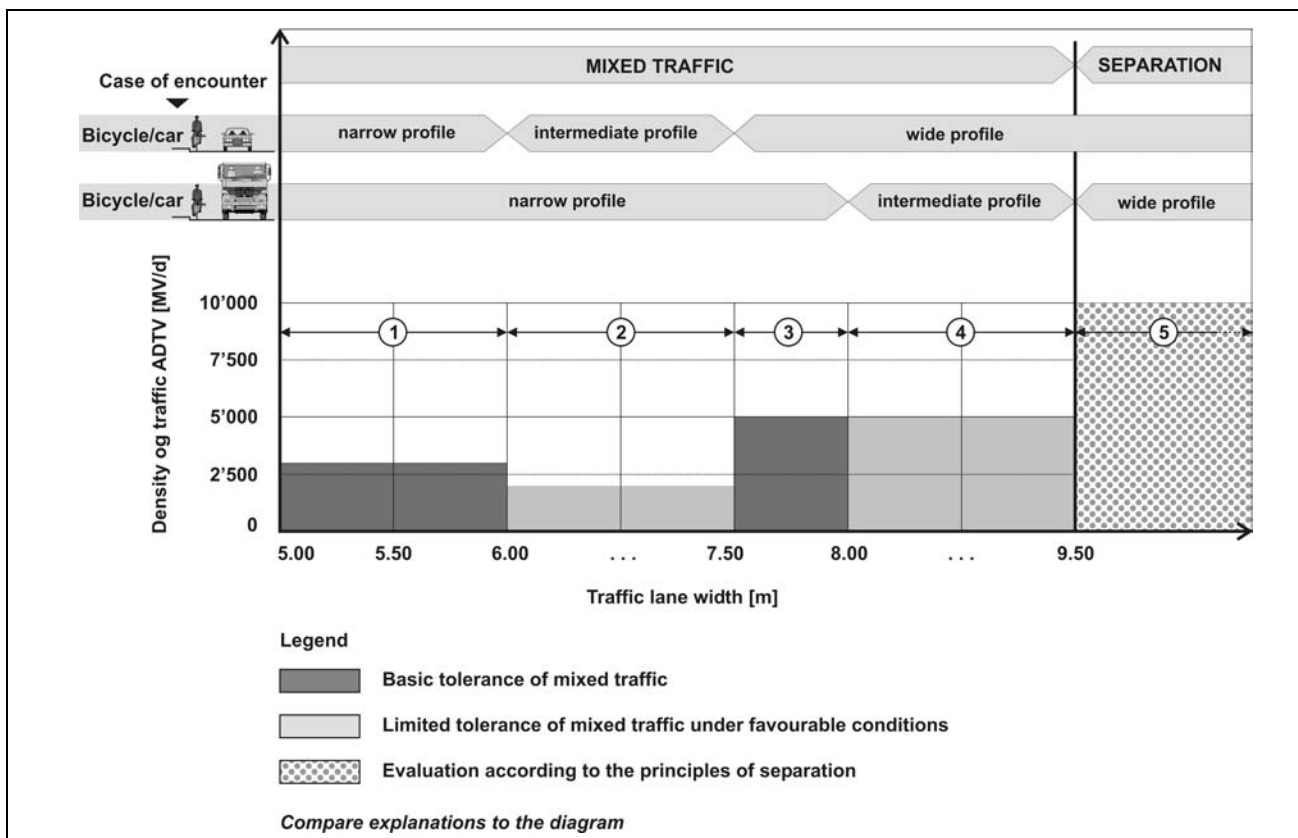 MIXED TRAFFIC SEPARATION
Case of encounter
Bicycle/car narrow profile intermediate profile wide profile
Bicycle/car narrow profile intermediate profile wide profile
Density og traffic ADTV [MV/d]
10’000
1 2 3 4 5
7’500
5’000
2’500
0
5.00 5.50 6.00 . . . 7.50 8.00 . . . 9.50
Traffic lane width [m]
Legend
Basic tolerance of mixed traffic
Limited tolerance of mixed traffic under favourable conditions
Evaluation according to the principles of separation
Compare explanations to the diagram